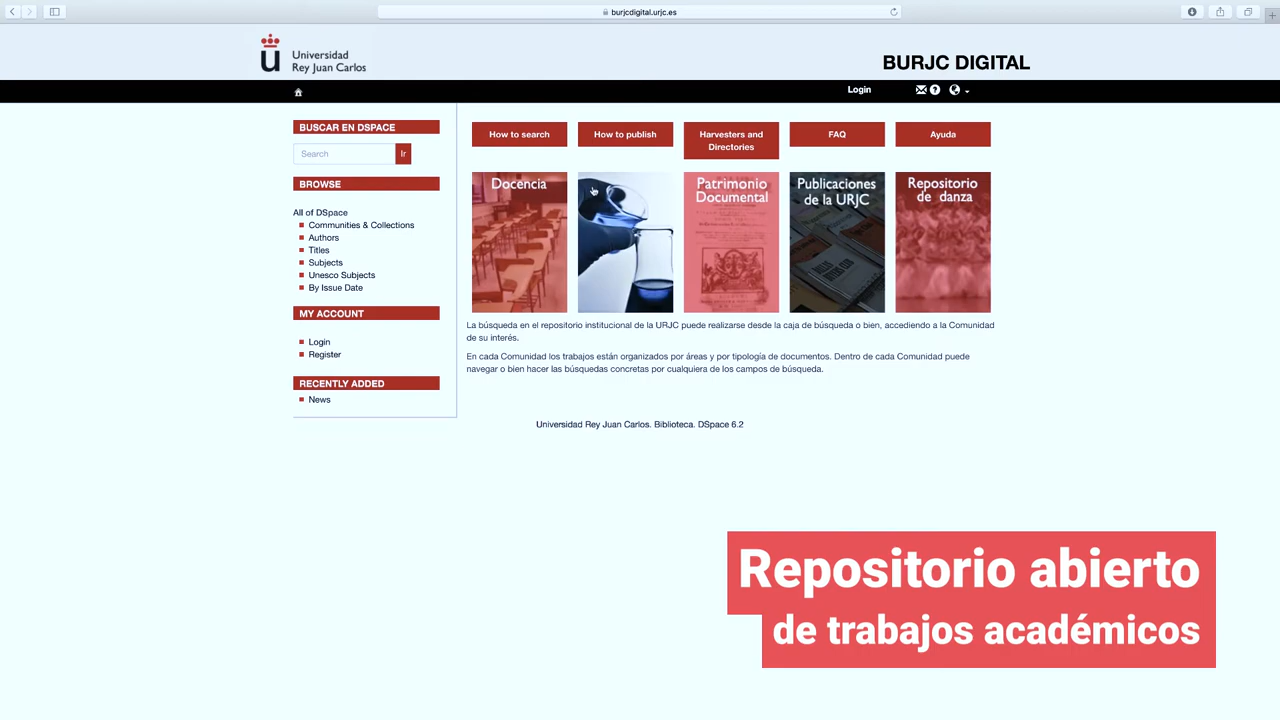 burjcdigital.urjc.es
Universidad
Rey Juan Carlos
BURJC DIGITAL
Login
BUSCAR EN DSPACE
Search
Ir
BROWSE
All of DSpace
Communities & Collections
Authors
Titles
Subjects
Unesco Subjects
By Issue Date
MY ACCOUNT
Login
Register
RECENTLY ADDED
News
How to search
How to publish
Harvesters and
Directories
FAQ
Ayuda
Docencia
Patrimonio
Documental
Publicaciones
de la URJC
Repositorio
de danza
La búsqueda en el repositorio institucional de la URJC puede realizarse desde la caja de búsqueda o bien, accediendo a la Comunidad
de su interés.
En cada Comunidad los trabajos están organizados por áreas y por tipología de documentos. Dentro de cada Comunidad puede
navegar o bien hacer las búsquedas concretas por cualquiera de los campos de búsqueda.
Universidad Rey Juan Carlos. Biblioteca. DSpace 6.2
Repositorio abierto
de trabajos académicos